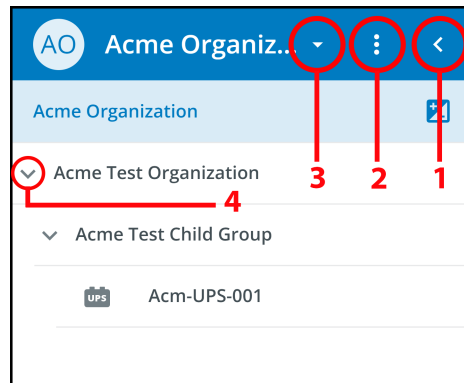 AO Acme Organiz...
Acme Organization
3 2 1
Acme Test Organization
4
Acme Test Child Group
UPS Acm-UPS-001